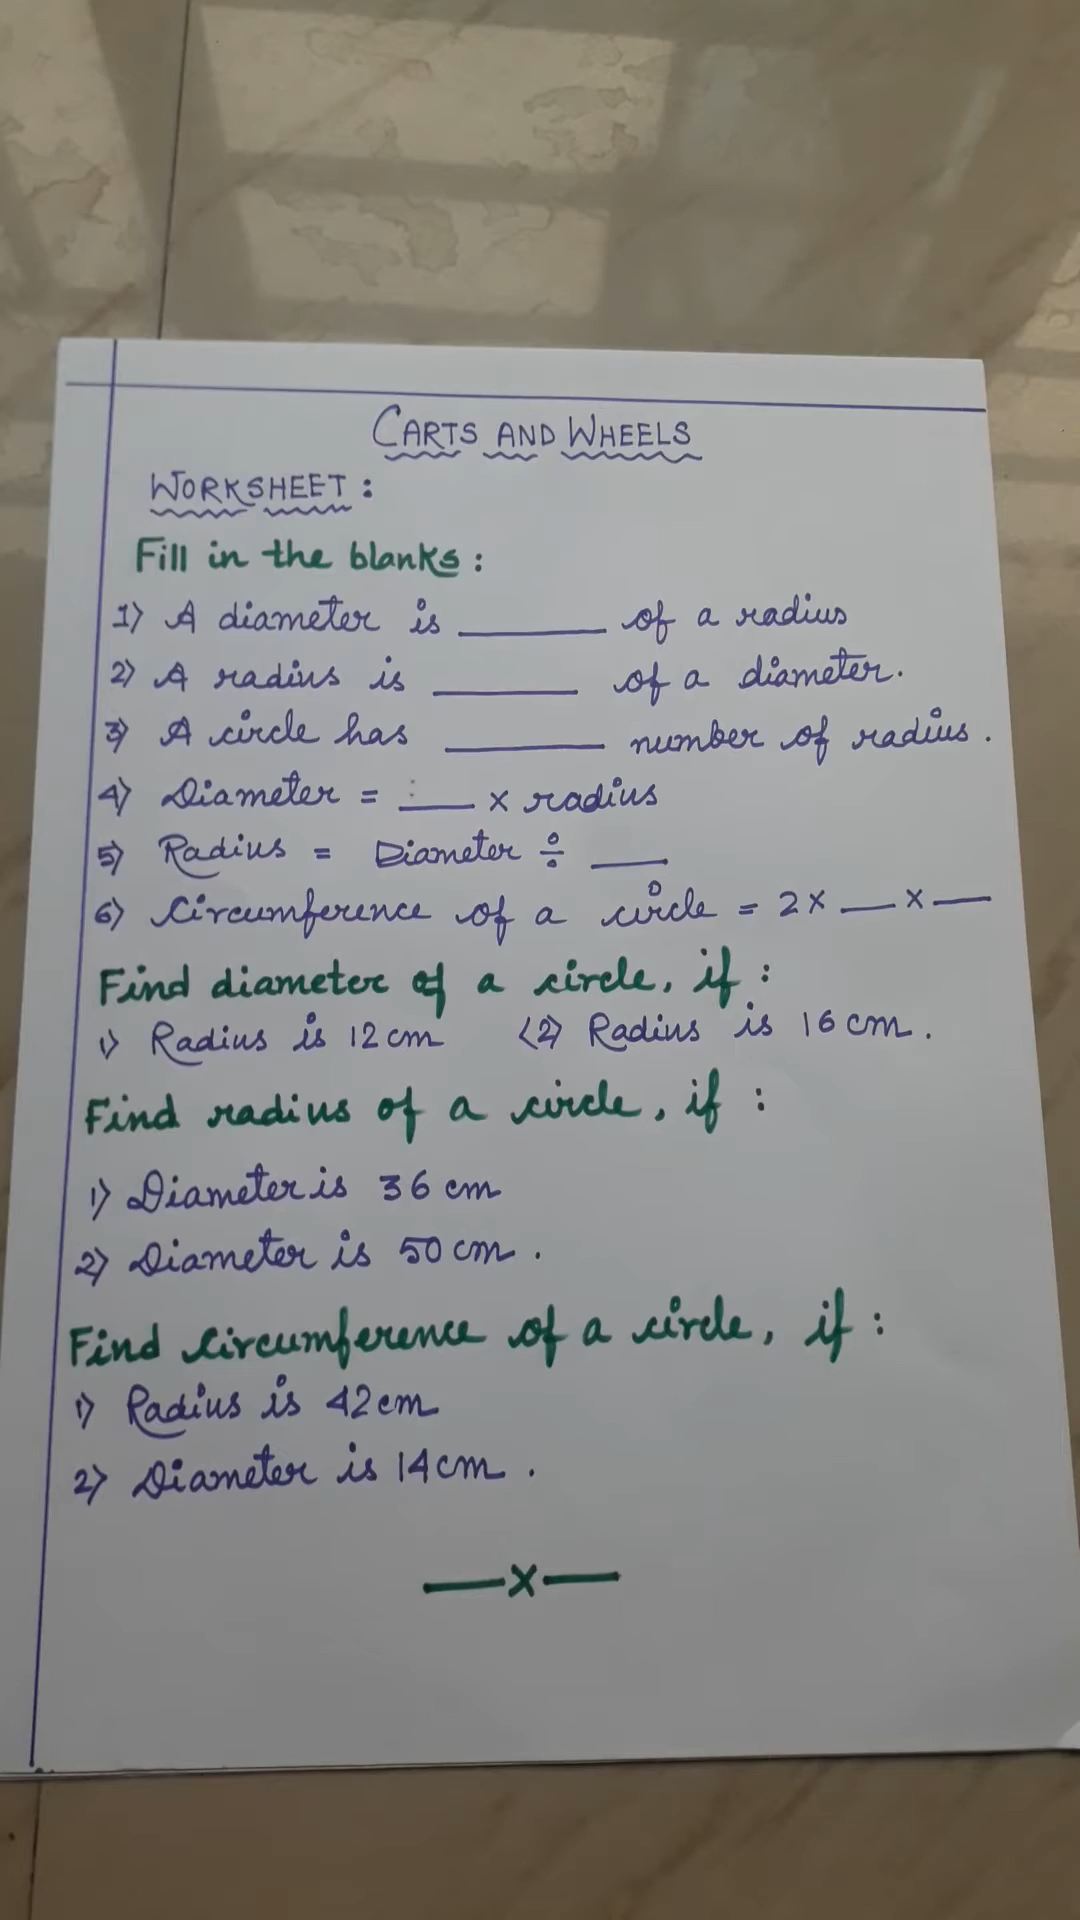 CARTS AND WHEELS
WORKSHEET :
Fill in the blanks :
1) A diameter is ______ of a radius
2) A radius is ______ of a diameter.
3) A circle has ______ number of radius.
4) Diameter = ___ × radius
5) Radius = Diameter ÷ ___
6) Circumference of a circle = 2 × __ × __
Find diameter of a circle, if :
1) Radius is 12 cm (2) Radius is 16 cm.
Find radius of a circle, if :
1) Diameter is 36 cm
2) Diameter is 50 cm.
Find Circumference of a circle, if :
1) Radius is 42 cm
2) Diameter is 14 cm.
—x—